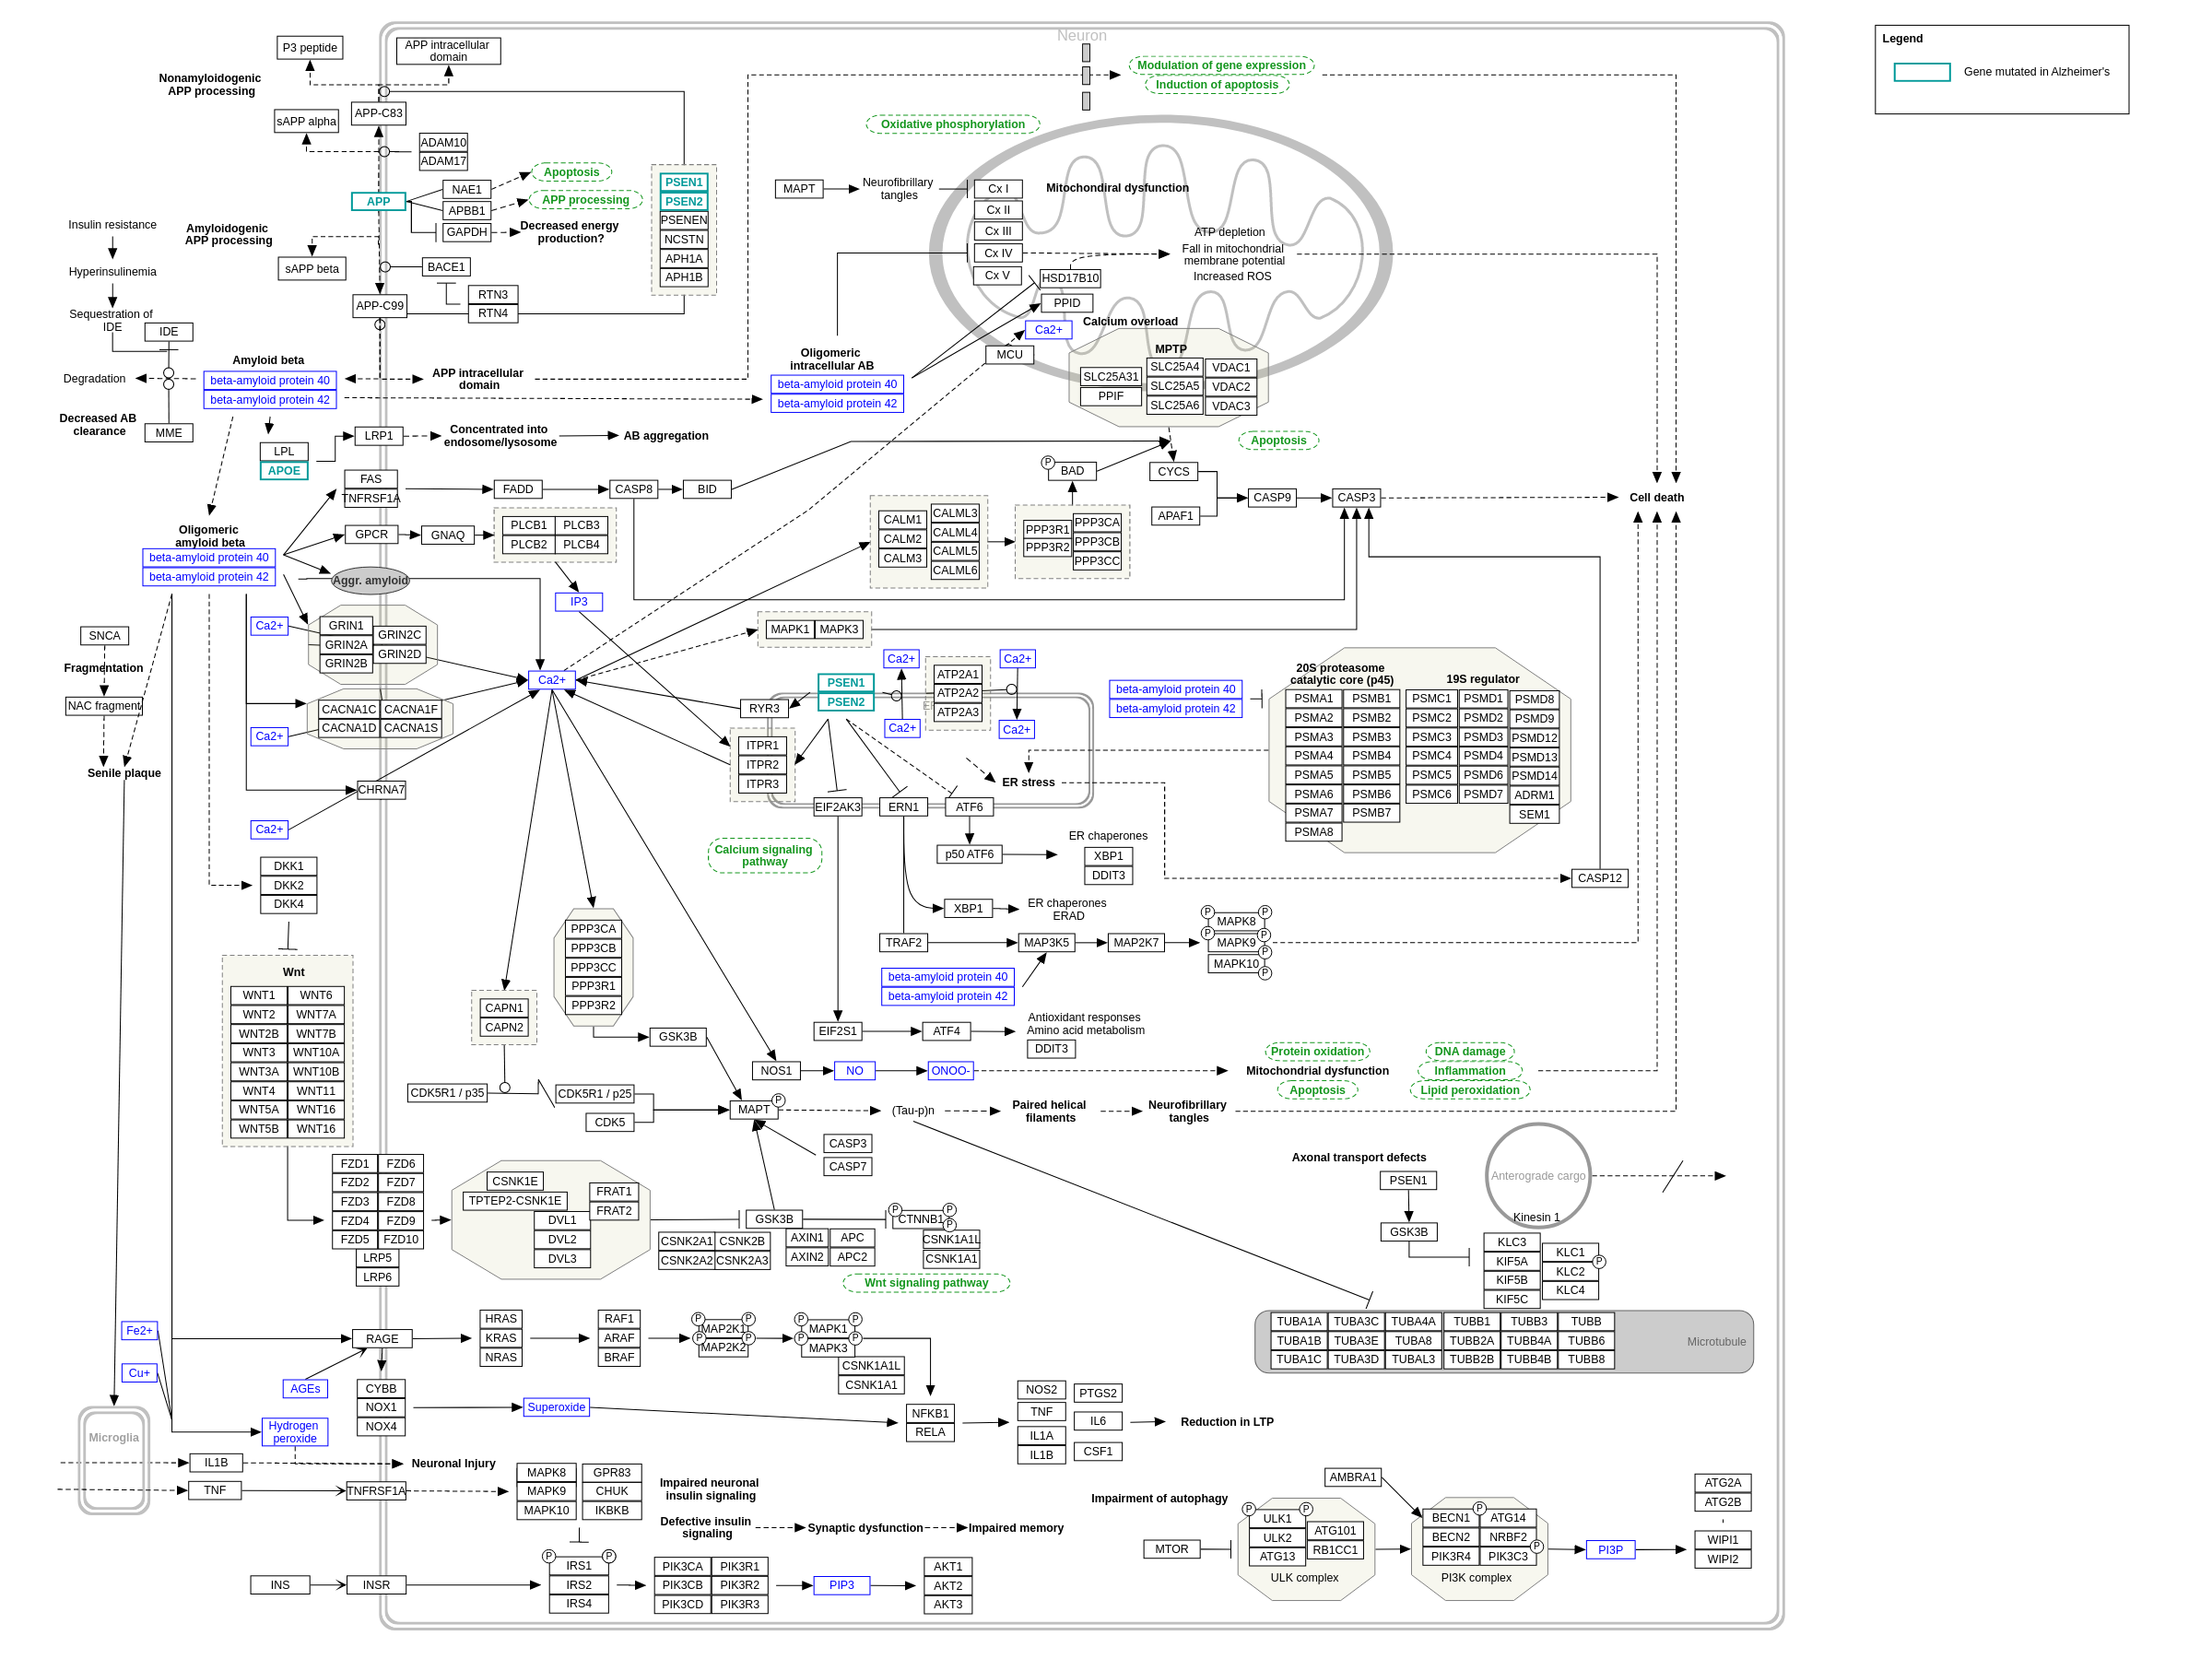 Neuron
Legend
Gene mutated in Alzheimer's
P3 peptide
APP intracellular
domain
Nonamyloidogenic
APP processing
APP-C83
sAPP alpha
ADAM10
ADAM17
Modulation of gene expression
Induction of apoptosis
Oxidative phosphorylation
APP
NAE1
APBB1
GAPDH
Apoptosis
APP processing
Decreased energy
production?
PSEN1
PSEN2
PSENEN
NCSTN
APH1A
APH1B
Insulin resistance
Hyperinsulinemia
Sequestration of
IDE
Amyloidogenic
APP processing
sAPP beta
BACE1
RTN3
RTN4
APP-C99
MAPT
Neurofibrillary
tangles
Cx I
Cx II
Cx III
Cx IV
Cx V
Mitochondiral dysfunction
ATP depletion
Fall in mitochondrial
membrane potential
Increased ROS
HSD17B10
PPID
Ca2+
Calcium overload
MCU
MPTP
SLC25A31
PPIF
SLC25A4
SLC25A5
SLC25A6
VDAC1
VDAC2
VDAC3
IDE
Degradation
Decreased AB
clearance
MME
Amyloid beta
beta-amyloid protein 40
beta-amyloid protein 42
APP intracellular
domain
Oligomeric
intracellular AB
beta-amyloid protein 40
beta-amyloid protein 42
LPL
APOE
LRP1
Concentrated into
endosome/lysosome
AB aggregation
Apoptosis
FAS
TNFRSF1A
FADD
CASP8
BID
P
BAD
CYCS
APAF1
CASP9
CASP3
Cell death
Oligomeric
amyloid beta
beta-amyloid protein 40
beta-amyloid protein 42
GPCR
GNAQ
PLCB1
PLCB3
PLCB2
PLCB4
CALM1
CALM2
CALM3
CALML3
CALML4
CALML5
CALML6
PPP3R1
PPP3R2
PPP3CA
PPP3CB
PPP3CC
Aggr. amyloid
IP3
SNCA
Fragmentation
NAC fragment
Senile plaque
Ca2+
GRIN1
GRIN2A
GRIN2B
GRIN2C
GRIN2D
MAPK1
MAPK3
Ca2+
Ca2+
CACNA1C
CACNA1F
CACNA1D
CACNA1S
CHRNA7
Ca2+
PSEN1
PSEN2
RYR3
ITPR1
ITPR2
ITPR3
Ca2+
Ca2+
ATP2A1
ATP2A2
ATP2A3
Ca2+
Ca2+
ER stress
EIF2AK3
ERN1
ATF6
beta-amyloid protein 40
beta-amyloid protein 42
20S proteasome
catalytic core (p45)
19S regulator
PSMA1
PSMA2
PSMA3
PSMA4
PSMA5
PSMA6
PSMA7
PSMA8
PSMB1
PSMB2
PSMB3
PSMB4
PSMB5
PSMB6
PSMB7
PSMC1
PSMC2
PSMC3
PSMC4
PSMC5
PSMC6
PSMD1
PSMD2
PSMD3
PSMD4
PSMD6
PSMD7
PSMD8
PSMD9
PSMD12
PSMD13
PSMD14
ADRM1
SEM1
Calcium signaling
pathway
p50 ATF6
ER chaperones
XBP1
DDIT3
CASP12
DKK1
DKK2
DKK4
XBP1
ER chaperones
ERAD
TRAF2
MAP3K5
MAP2K7
P
P
MAPK8
P
P
MAPK9
P
MAPK10
P
beta-amyloid protein 40
beta-amyloid protein 42
PPP3CA
PPP3CB
PPP3CC
PPP3R1
PPP3R2
CAPN1
CAPN2
GSK3B
EIF2S1
ATF4
Antioxidant responses
Amino acid metabolism
DDIT3
NOS1
NO
ONOO-
Protein oxidation
Mitochondrial dysfunction
Apoptosis
DNA damage
Inflammation
Lipid peroxidation
Wnt
WNT1
WNT2
WNT2B
WNT3
WNT3A
WNT4
WNT5A
WNT5B
WNT6
WNT7A
WNT7B
WNT10A
WNT10B
WNT11
WNT16
WNT16
CDK5R1 / p35
CDK5R1 / p25
CDK5
P
MAPT
(Tau-p)n
Paired helical
filaments
Neurofibrillary
tangles
CASP3
CASP7
Axonal transport defects
PSEN1
GSK3B
Anterograde cargo
Kinesin 1
KLC3
KIF5A
KIF5B
KIF5C
KLC1
P
KLC2
KLC4
FZD1
FZD2
FZD3
FZD4
FZD5
FZD6
FZD7
FZD8
FZD9
FZD10
LRP5
LRP6
CSNK1E
TPTEP2-CSNK1E
FRAT1
FRAT2
DVL1
DVL2
DVL3
GSK3B
CSNK2A1
CSNK2B
CSNK2A2
CSNK2A3
AXIN1
APC
AXIN2
APC2
P
P
CTNNB1
P
CSNK1A1L
CSNK1A1
Wnt signaling pathway
TUBA1A
TUBA3C
TUBA4A
TUBB1
TUBB3
TUBB
TUBA1B
TUBA3E
TUBA8
TUBB2A
TUBB4A
TUBB6
TUBA1C
TUBA3D
TUBAL3
TUBB2B
TUBB4B
TUBB8
Microtubule
Fe2+
Cu+
RAGE
AGEs
HRAS
KRAS
NRAS
RAF1
ARAF
BRAF
P
P
MAP2K1
P
P
MAP2K2
P
P
MAPK1
P
P
MAPK3
CSNK1A1L
CSNK1A1
CYBB
NOX1
NOX4
Superoxide
Hydrogen
peroxide
NFKB1
RELA
NOS2
TNF
IL1A
IL1B
PTGS2
IL6
CSF1
Reduction in LTP
Microglia
IL1B
TNF
Neuronal Injury
TNFRSF1A
MAPK8
MAPK9
MAPK10
GPR83
CHUK
IKBKB
Impaired neuronal
insulin signaling
Defective insulin
signaling
Synaptic dysfunction
Impaired memory
INS
INSR
P
P
IRS1
IRS2
IRS4
PIK3CA
PIK3CB
PIK3CD
PIK3R1
PIK3R2
PIK3R3
PIP3
AKT1
AKT2
AKT3
Impairment of autophagy
MTOR
P
P
ULK1
ULK2
ATG13
ATG101
RB1CC1
ULK complex
AMBRA1
P
BECN1
ATG14
BECN2
NRBF2
P
PIK3R4
PIK3C3
PI3K complex
PI3P
ATG2A
ATG2B
WIPI1
WIPI2
Ca2+